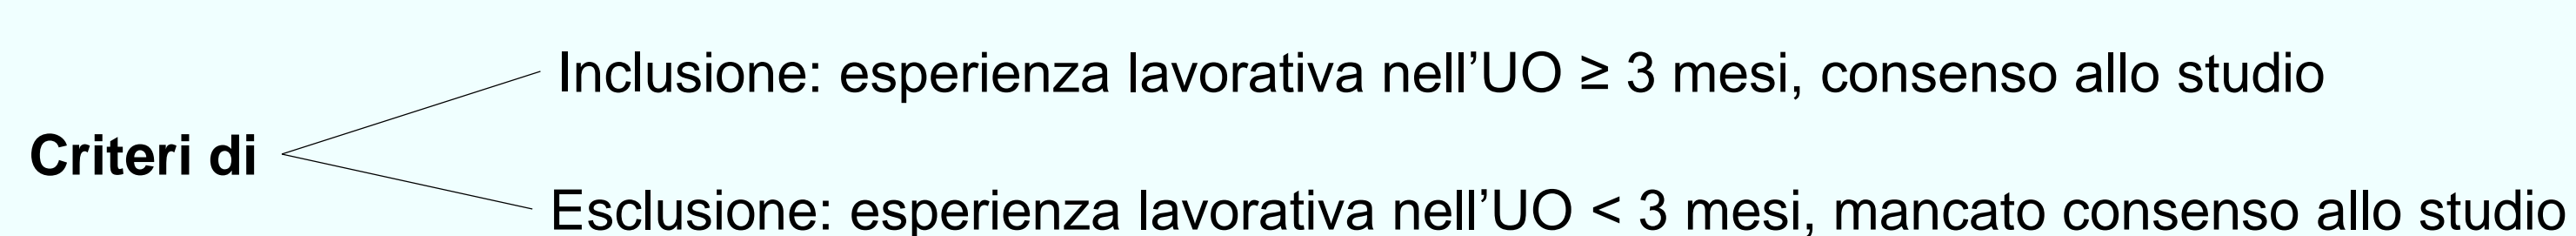 Inclusione: esperienza lavorativa nell’UO ≥ 3 mesi, consenso allo studio
Criteri di
Esclusione: esperienza lavorativa nell’UO < 3 mesi, mancato consenso allo studio